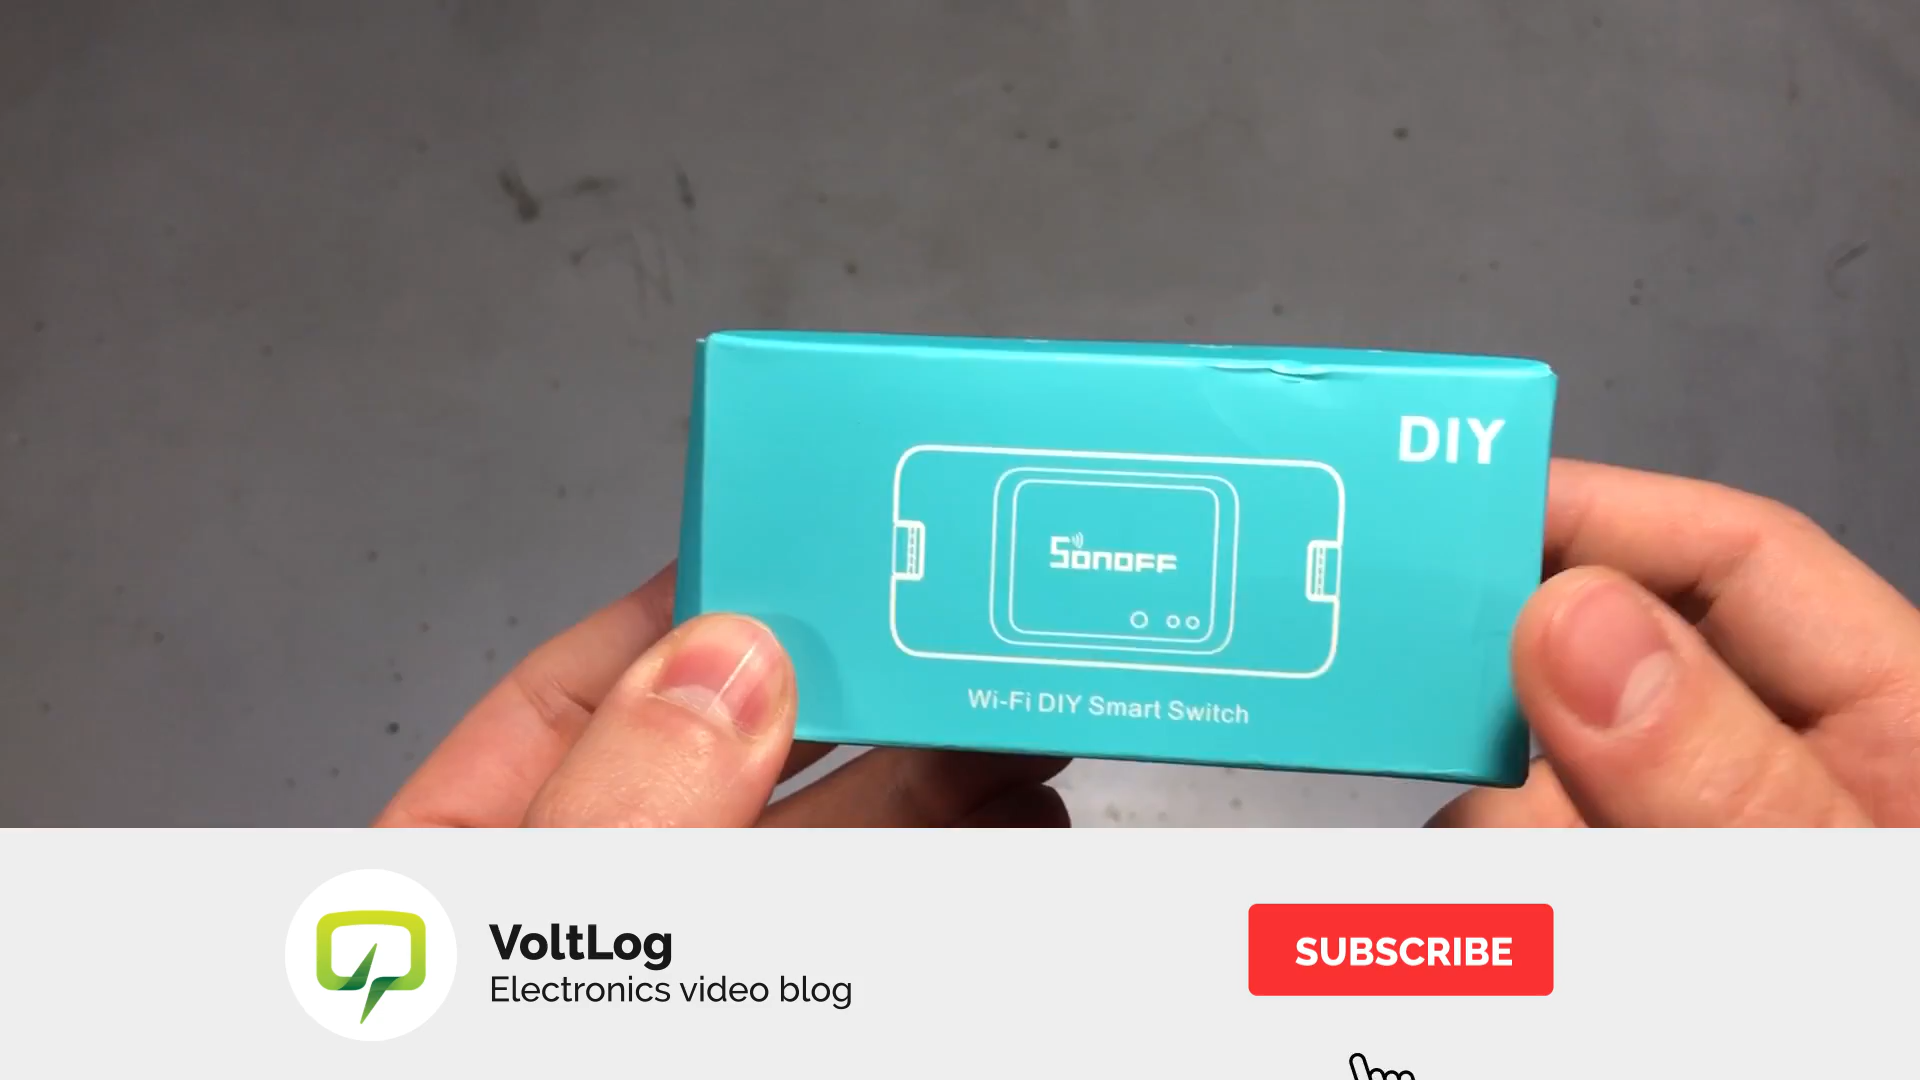 DIY
SONOFF
Wi-Fi DIY Smart Switch
VoltLog
Electronics video blog
SUBSCRIBE